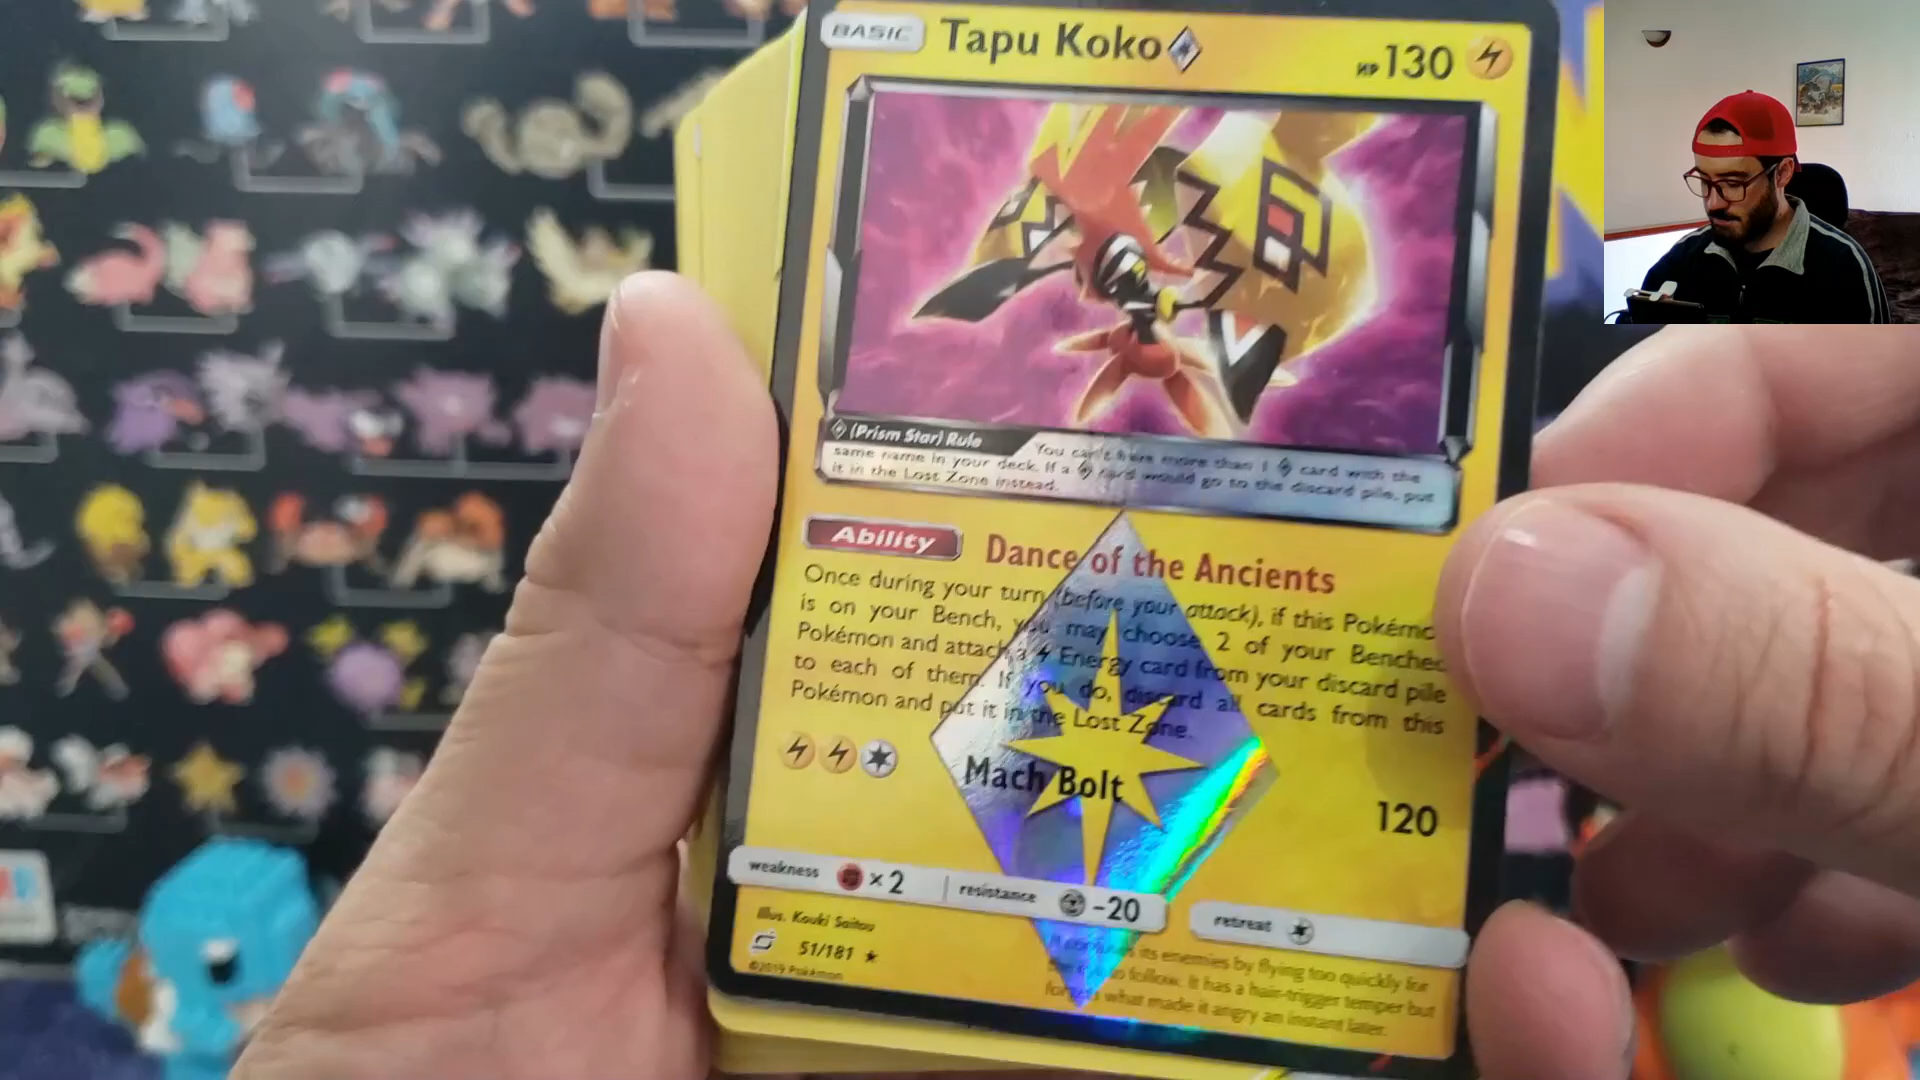 BASIC Tapu Koko HP 130
(Prism Star) Rule
You can't have more than 1 card with the
same name in your deck. If a card would go to the discard pile, put
it in the Lost Zone instead.
Ability Dance of the Ancients
Once during your turn (before your attack), if this Pokémo
is on your Bench, you may choose 2 of your Benched
Pokémon and attach a Energy card from your discard pile
to each of them. If you do, discard all cards from this
Pokémon and put it in the Lost Zone.
Mach Bolt 120
weakness ×2 resistance -20 retreat
Illus. Kouki Saitou
51/181
©2019 Pokémon
its enemies by flying too quickly for
to follow. It has a hair-trigger temper but
forgets what made it angry an instant later.